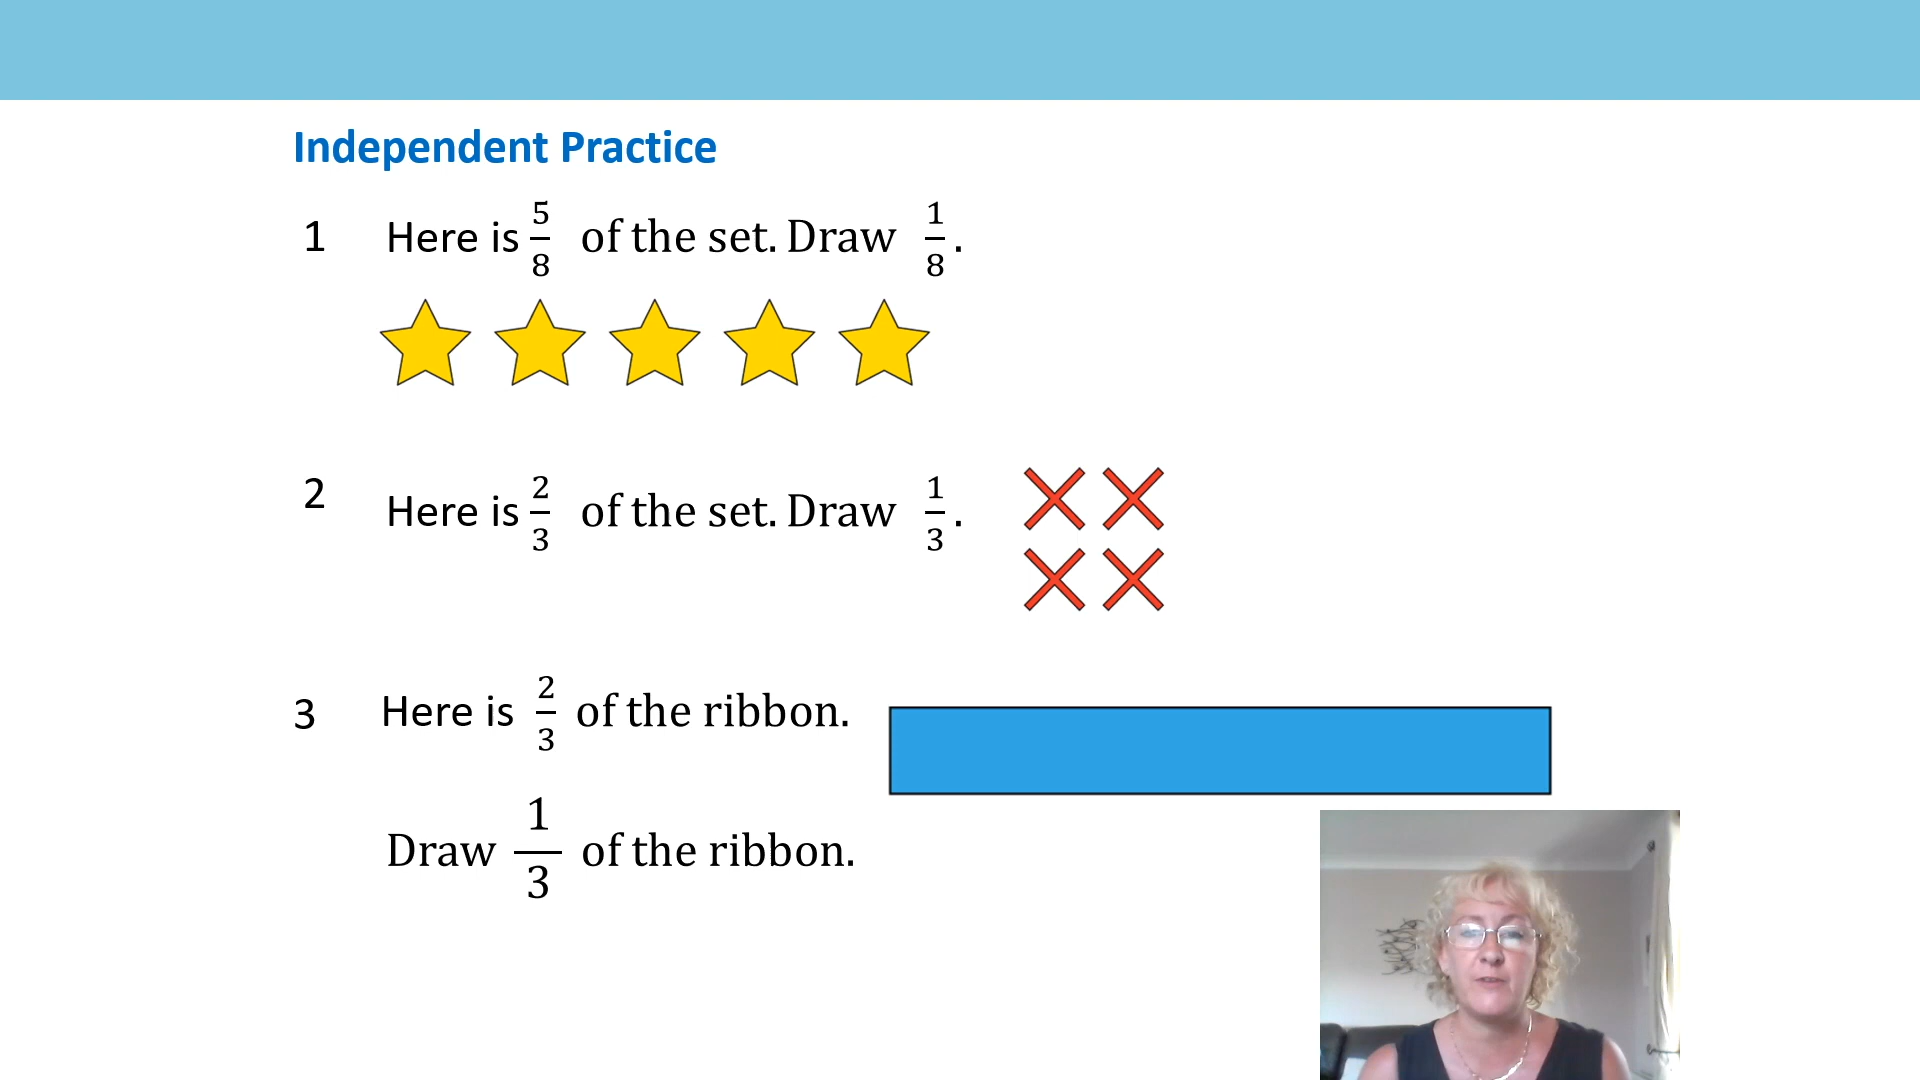 Independent Practice
1 Here is 5/8 of the set. Draw 1/8.
2 Here is 2/3 of the set. Draw 1/3.
3 Here is 2/3 of the ribbon.
Draw 1/3 of the ribbon.